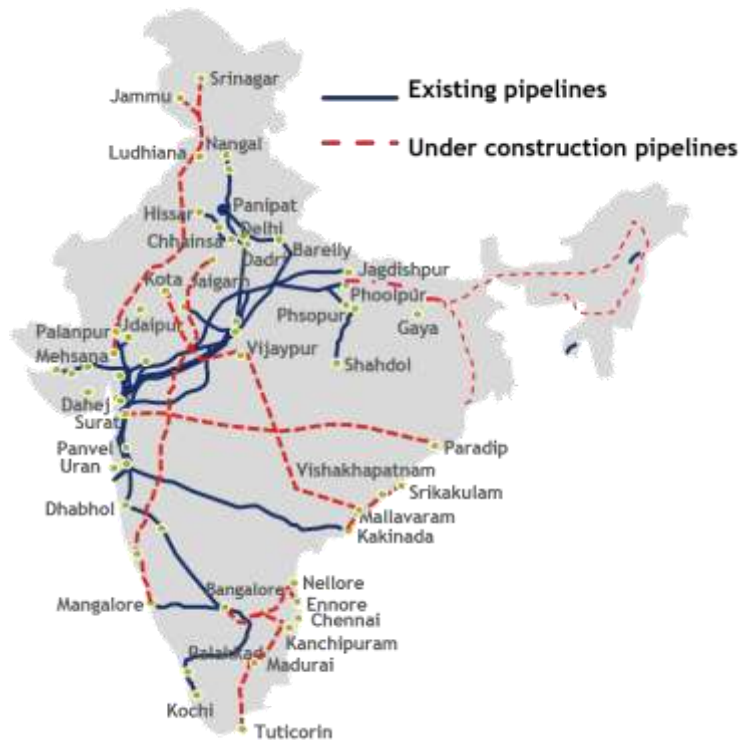 Srinagar
Jammu
Existing pipelines
Under construction pipelines
Ludhiana
Nangal
Panipat
Hissar
Delhi
Chhainsa
Barelly
Dadri
Jagdishpur
Kota
Jaigarh
Phoolpur
Phsopur
Gaya
Palanpur
Udaipur
Vijaypur
Mehsana
Shahdol
Dahej
Surat
Panvel
Paradip
Uran
Vishakhapatnam
Srikakulam
Dhabhol
Mallavaram
Kakinada
Nellore
Bangalore
Ennore
Mangalore
Chennai
Kanchipuram
Palakkad
Madurai
Kochi
Tuticorin